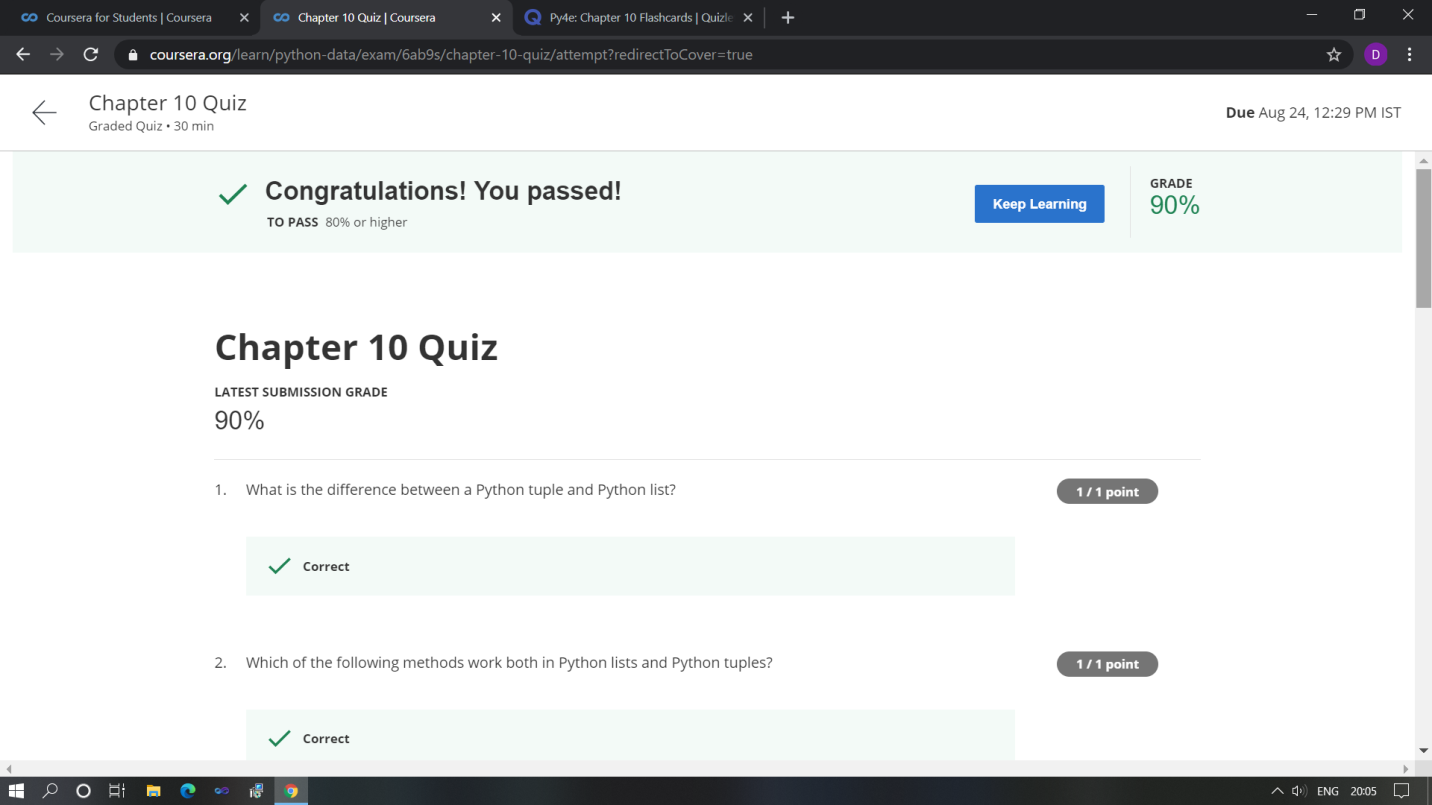 Coursera for Students | Coursera
Chapter 10 Quiz | Coursera
Py4e: Chapter 10 Flashcards | Quizle
coursera.org/learn/python-data/exam/6ab9s/chapter-10-quiz/attempt?redirectToCover=true
D
Chapter 10 Quiz
Graded Quiz • 30 min
Due Aug 24, 12:29 PM IST
Congratulations! You passed!
TO PASS 80% or higher
Keep Learning
GRADE
90%
Chapter 10 Quiz
LATEST SUBMISSION GRADE
90%
1. What is the difference between a Python tuple and Python list?
1 / 1 point
Correct
2. Which of the following methods work both in Python lists and Python tuples?
1 / 1 point
Correct
ENG 20:05